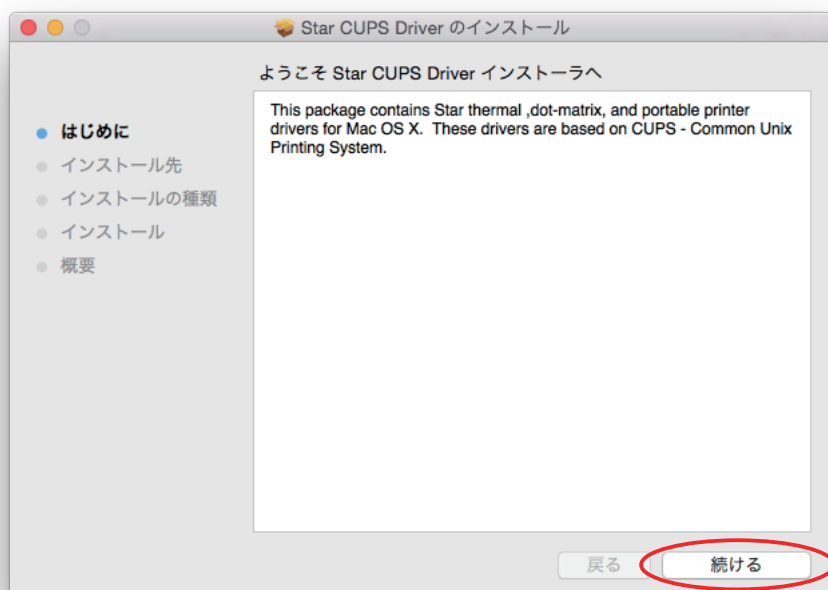 Star CUPS Driver のインストール
ようこそ Star CUPS Driver インストーラへ
はじめに
インストール先
インストールの種類
インストール
概要
This package contains Star thermal ,dot-matrix, and portable printer
drivers for Mac OS X.  These drivers are based on CUPS - Common Unix
Printing System.
戻る
続ける